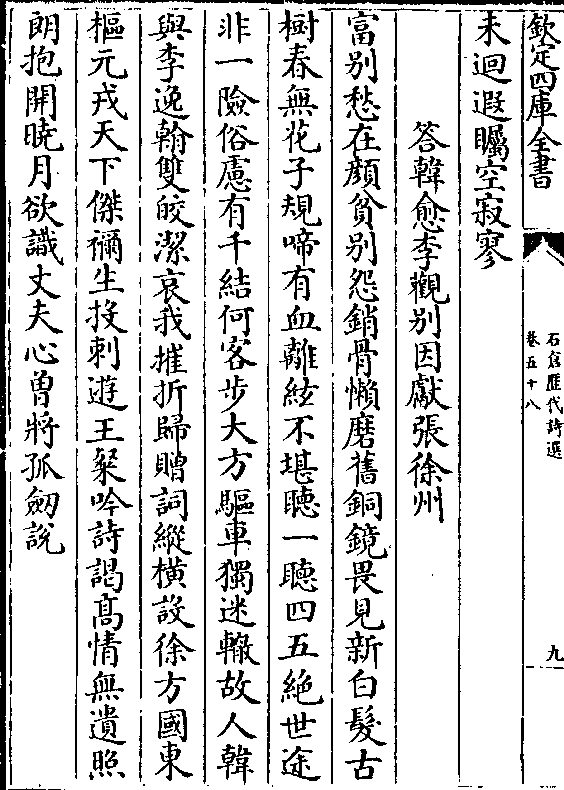 欽定四庫全書
未迴遐矚空寂寥
答韓愈李觀别因獻張徐州
富别愁在顔貧别怨銷骨懶磨舊銅鏡畏見新白髪古
樹春無花子規啼有血離絃不堪聽一聽四五絶世途
非一險俗慮有千結何客步大方驅車獨迷轍故人韓
與李逸翰雙皎潔哀我摧折歸贈詞縱横設徐方國東
樞元戎天下傑禰生投刺遊王粲吟詩謁髙情無遺照
朗抱開曉月欲識丈夫心曽將孤劒說
石倉歷代詩選
卷五十八
九